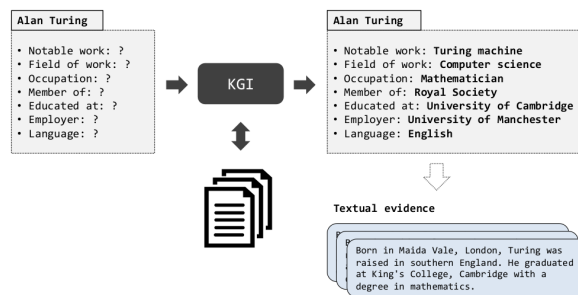 Alan Turing
• Notable work: ?
• Field of work: ?
• Occupation: ?
• Member of: ?
• Educated at: ?
• Employer: ?
• Language: ?
KGI
Alan Turing
• Notable work: Turing machine
• Field of work: Computer science
• Occupation: Mathematician
• Member of: Royal Society
• Educated at: University of Cambridge
• Employer: University of Manchester
• Language: English
Textual evidence
Born in Maida Vale, London, Turing was
raised in southern England. He graduated
at King's College, Cambridge with a
degree in mathematics.